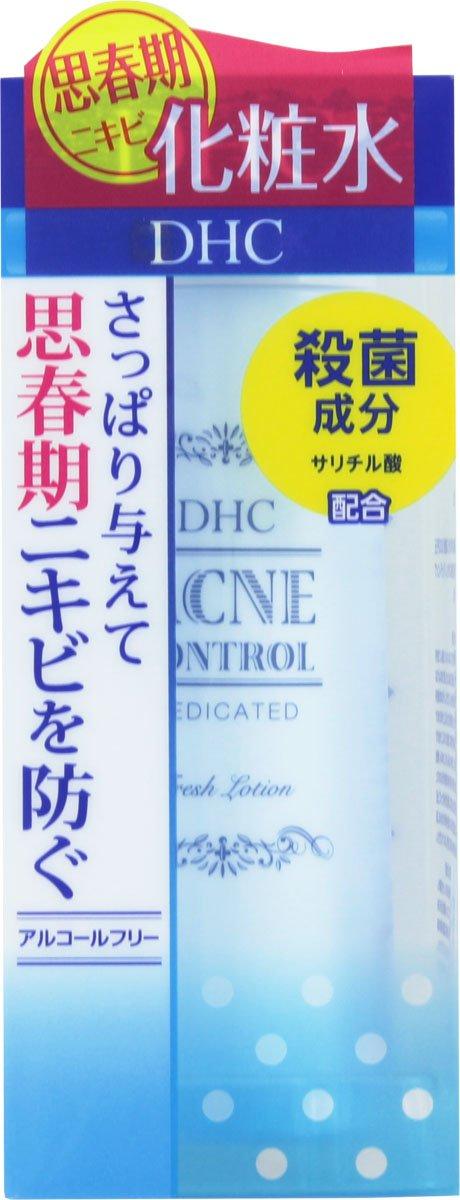 思春期
ニキビ
化粧水
DHC
さっぱり与えて
思春期ニキビを防ぐ
アルコールフリー
殺菌
成分
サリチル酸
配合
DHC
ACNE
CONTROL
MEDICATED
Fresh Lotion